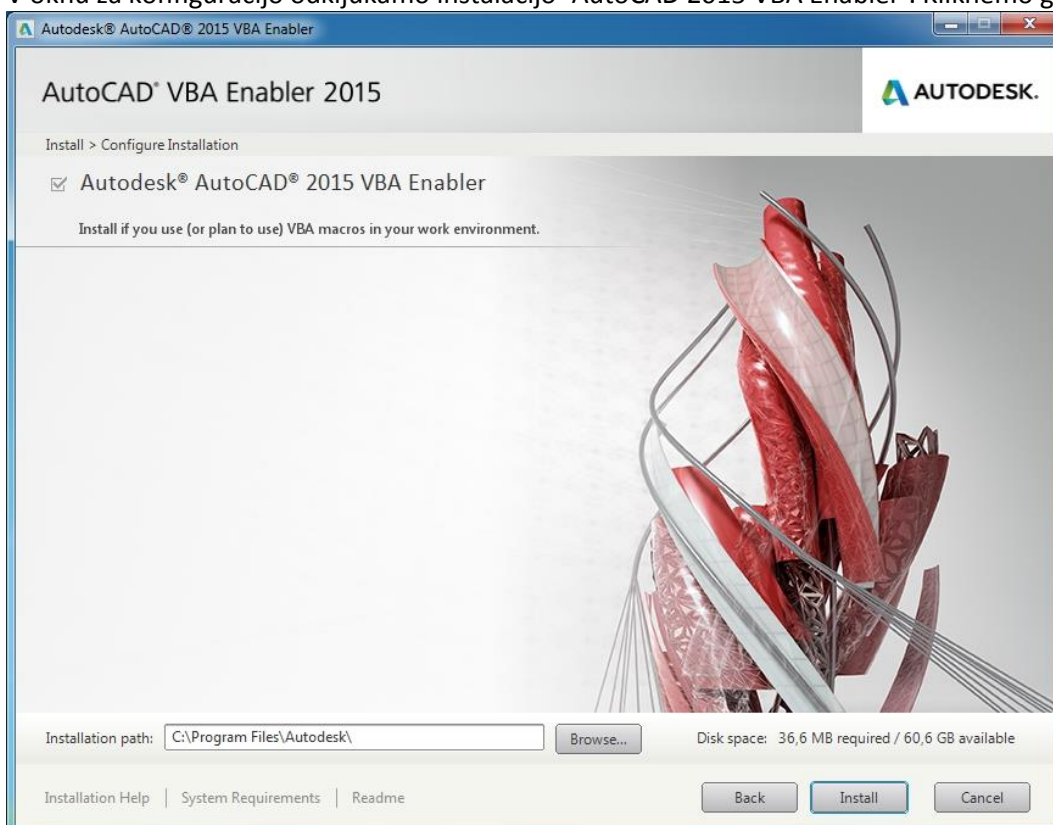 Autodesk® AutoCAD® 2015 VBA Enabler
AutoCAD® VBA Enabler 2015
AUTODESK.
Install > Configure Installation
Autodesk® AutoCAD® 2015 VBA Enabler
Install if you use (or plan to use) VBA macros in your work environment.
Installation path: C:\Program Files\Autodesk\ Browse... Disk space: 36,6 MB required / 60,6 GB available
Installation Help | System Requirements | Readme Back Install Cancel